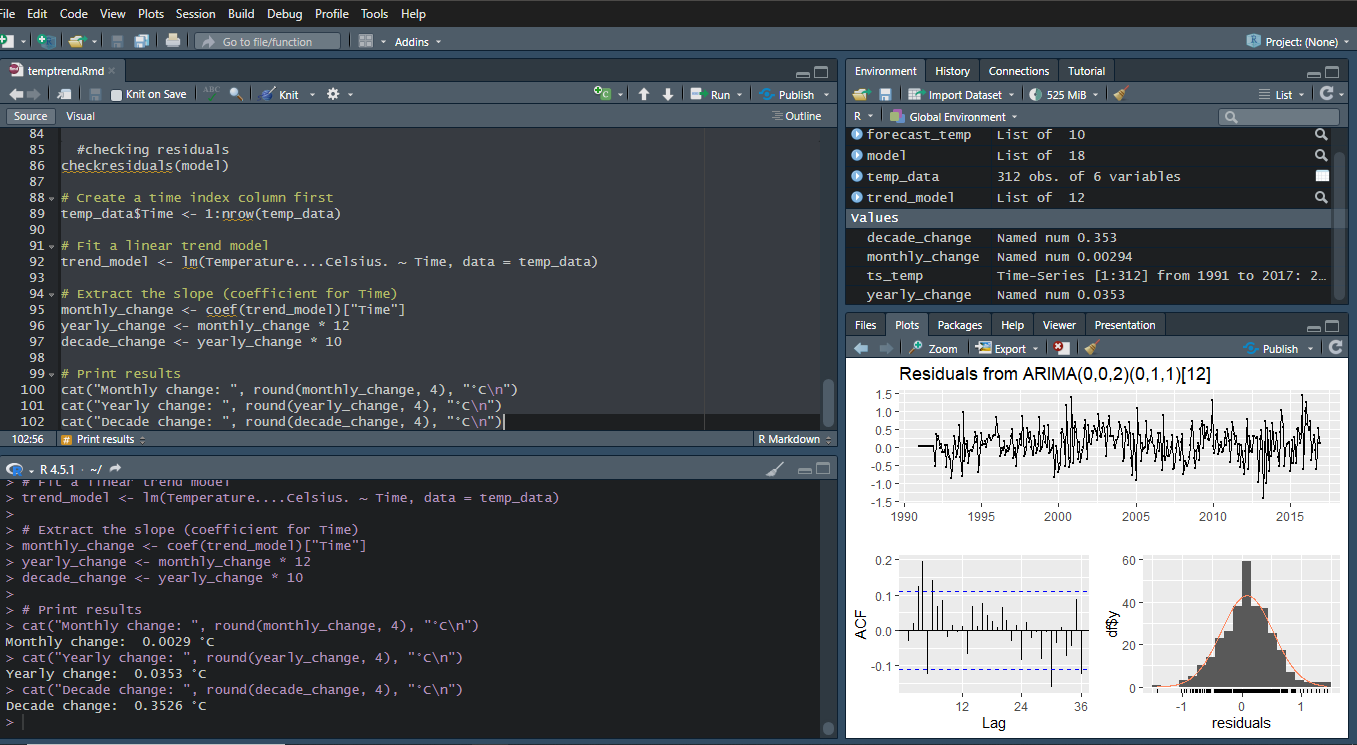 File Edit Code View Plots Session Build Debug Profile Tools Help
Go to file/function
Addins
Project: (None)
temptrend.Rmd
Knit on Save
ABC
Knit
Run
Publish
Source Visual
Outline
84
85 #checking residuals
86 checkresiduals(model)
87
88 # Create a time index column first
89 temp_data$Time <- 1:nrow(temp_data)
90
91 # Fit a linear trend model
92 trend_model <- lm(Temperature....Celsius. ~ Time, data = temp_data)
93
94 # Extract the slope (coefficient for Time)
95 monthly_change <- coef(trend_model)["Time"]
96 yearly_change <- monthly_change * 12
97 decade_change <- yearly_change * 10
98
99 # Print results
100 cat("Monthly change: ", round(monthly_change, 4), "°C\n")
101 cat("Yearly change: ", round(yearly_change, 4), "°C\n")
102 cat("Decade change: ", round(decade_change, 4), "°C\n")
102:56 # Print results R Markdown
R 4.5.1 · ~/
> # Fit a linear trend model
> trend_model <- lm(Temperature....Celsius. ~ Time, data = temp_data)
>
> # Extract the slope (coefficient for Time)
> monthly_change <- coef(trend_model)["Time"]
> yearly_change <- monthly_change * 12
> decade_change <- yearly_change * 10
>
> # Print results
> cat("Monthly change: ", round(monthly_change, 4), "°C\n")
Monthly change:  0.0029 °C
> cat("Yearly change: ", round(yearly_change, 4), "°C\n")
Yearly change:  0.0353 °C
> cat("Decade change: ", round(decade_change, 4), "°C\n")
Decade change:  0.3526 °C
>
Environment History Connections Tutorial
Import Dataset 525 MiB List
R Global Environment
forecast_temp List of 10
model List of 18
temp_data 312 obs. of 6 variables
trend_model List of 12
Values
decade_change Named num 0.353
monthly_change Named num 0.00294
ts_temp Time-Series [1:312] from 1991 to 2017: 2…
yearly_change Named num 0.0353
Files Plots Packages Help Viewer Presentation
Zoom Export Publish
Residuals from ARIMA(0,0,2)(0,1,1)[12]
1.5
1.0
0.5
0.0
-0.5
-1.0
-1.5
1990 1995 2000 2005 2010 2015
0.2
0.1
0.0
-0.1
ACF
12 24 36
Lag
60
40
20
0
df$y
-1 0 1
residuals